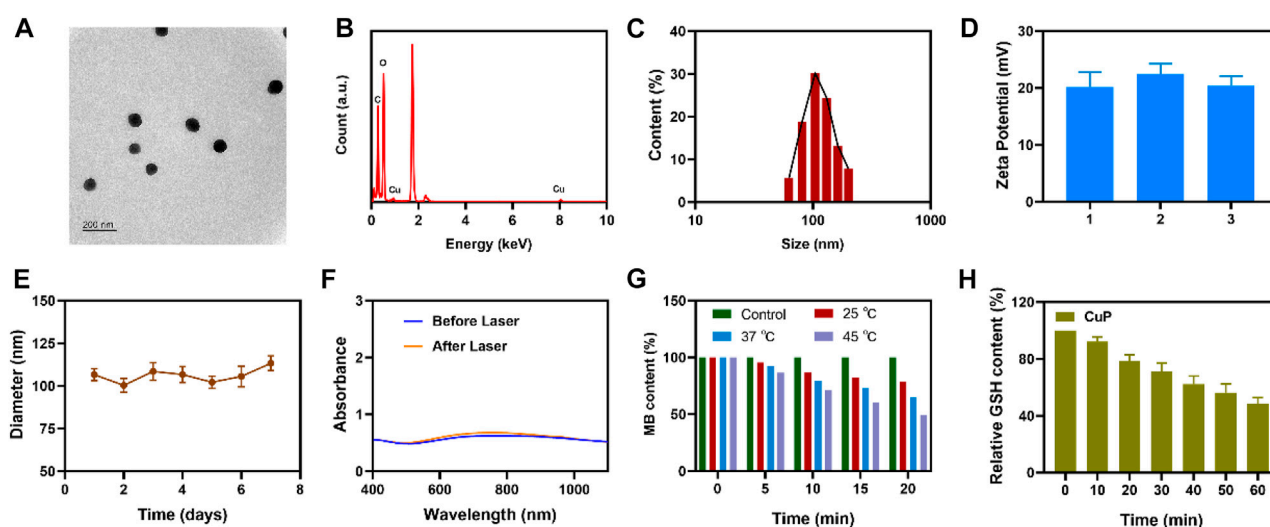 A
200 nm
B
Count (a.u.)
C
O
Cu
Cu
0 2 4 6 8 10
Energy (keV)
C
Content (%)
40
30
20
10
0
10 100 1000
Size (nm)
D
Zeta Potential (mV)
30
20
10
0
1 2 3
E
Diameter (nm)
150
125
100
75
50
0 2 4 6 8
Time (days)
F
Absorbance
3
2
1
0
Before Laser
After Laser
400 600 800 1000
Wavelength (nm)
G
MB content (%)
150
100
50
0
Control 25 °C
37 °C 45 °C
0 5 10 15 20
Time (min)
H
Relative GSH content (%)
120
80
40
0
CuP
0 10 20 30 40 50 60
Time (min)